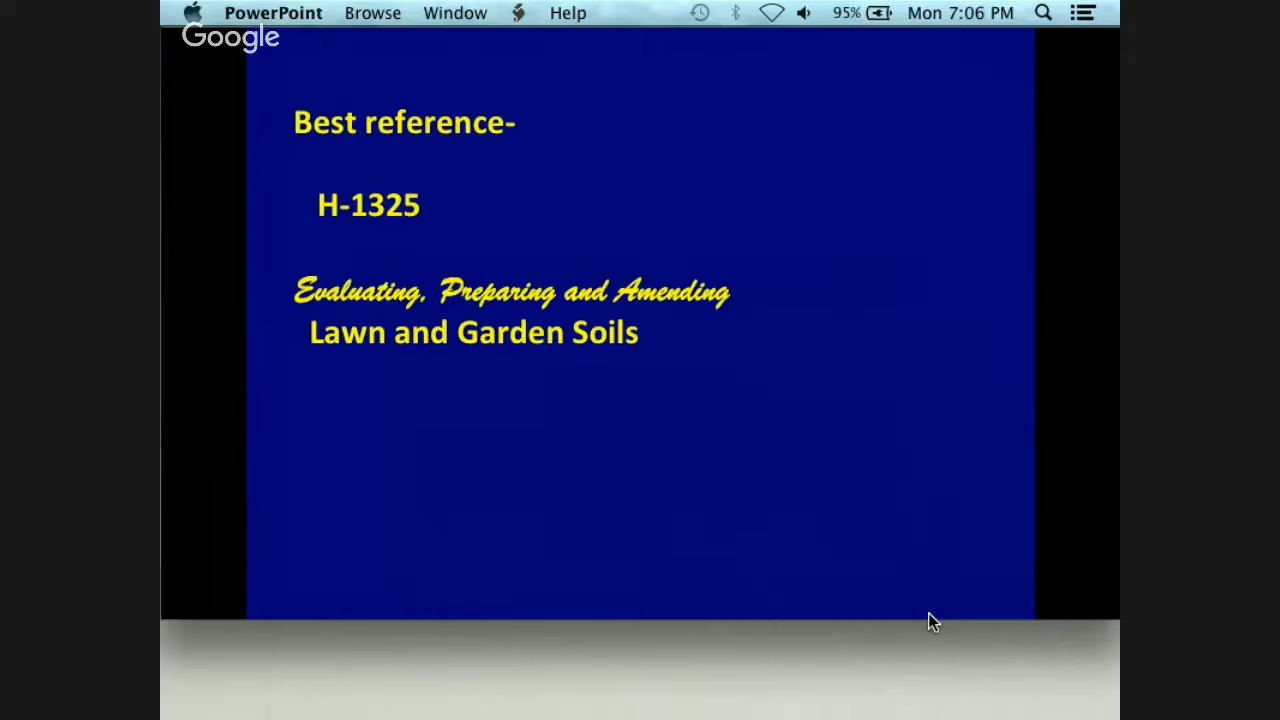 PowerPoint Browse Window Help 95% Mon 7:06 PM
Google
Best reference-
H-1325
Evaluating, Preparing and Amending
Lawn and Garden Soils